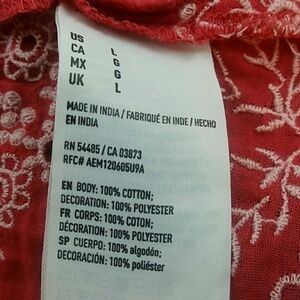 US L
CA G
MX G
UK L
MADE IN INDIA / FABRIQUÉ EN INDE / HECHO
EN INDIA
RN 54485 / CA 03873
RFC# AEM120605U9A
EN BODY: 100% COTTON;
DECORATION: 100% POLYESTER
FR CORPS: 100% COTON;
DÉCORATION: 100% POLYESTER
SP CUERPO: 100% algodón;
DECORACIÓN: 100% poliéster